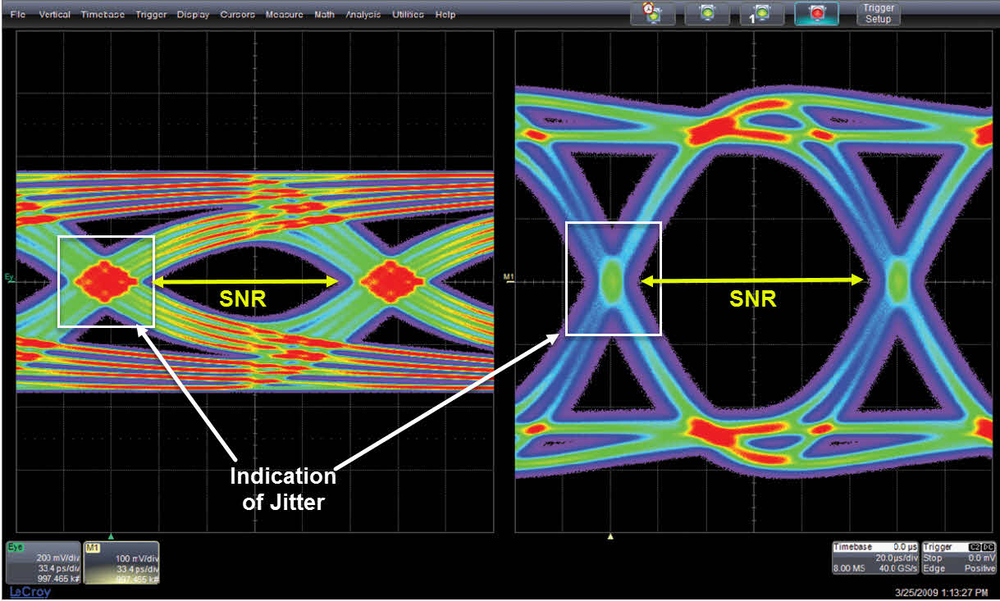 File Vertical Timebase Trigger Display Cursors Measure Math Analysis Utilities Help
1
Trigger
Setup
Ey
M1
SNR
SNR
Indication
of Jitter
Eye
200 mV/div
33.4 ps/div
997.465 k#
M1
100 mV/div
33.4 ps/div
997.465 k#
Timebase 0.0 µs
20.0 µs/div
8.00 MS 40.0 GS/s
Trigger C2 DC
Stop 0.0 mV
Edge Positive
LeCroy
3/25/2009 1:13:27 PM